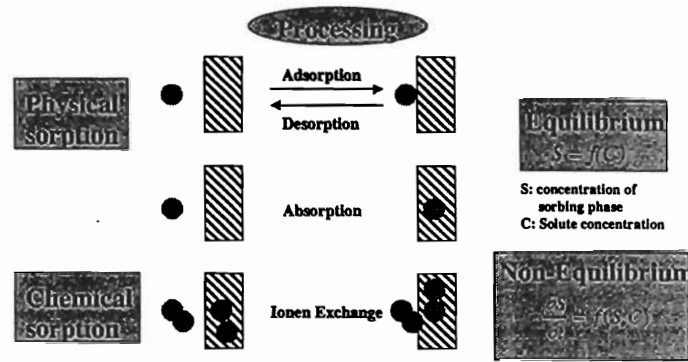 Processing
Physical
sorption
Adsorption
Desorption
Equilibrium
S = f(C)
S: concentration of
sorbing phase
C: Solute concentration
Absorption
Chemical
sorption
Ionen Exchange
Non-Equilibrium
∂S/∂t = f(S,C)